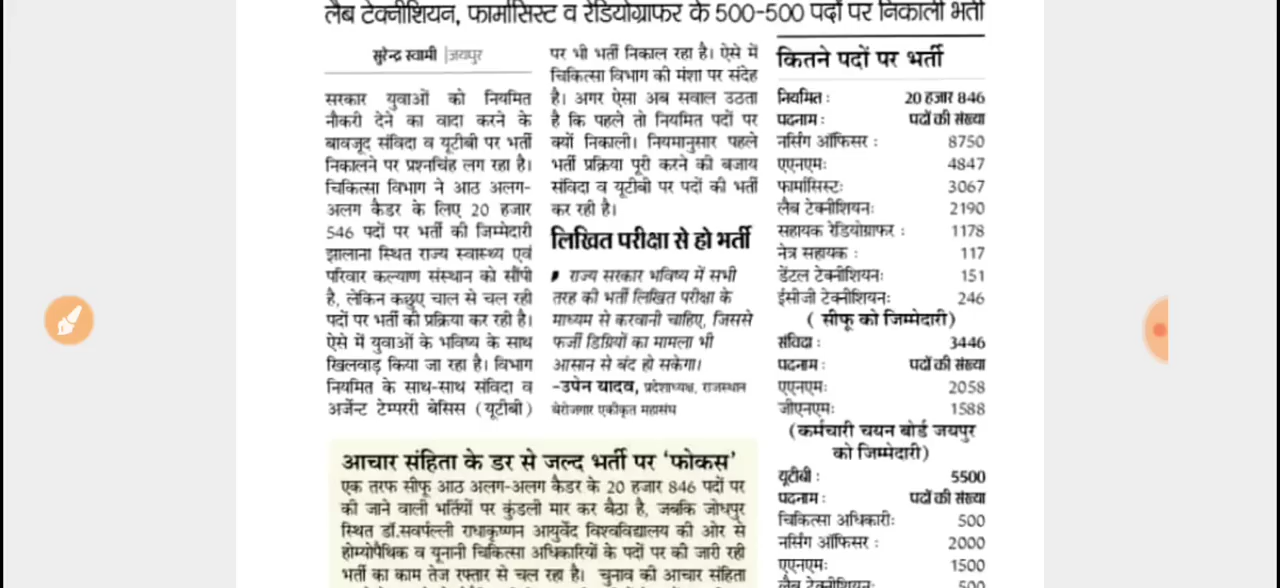 लैब टेक्नीशियन, फार्मासिस्ट व रेडियोग्राफर के 500-500 पदों पर निकाली भर्ती
सुरेन्द्र स्वामी |जयपुर
सरकार युवाओं को नियमित
नौकरी देने का वादा करने के
बावजूद संविदा व यूटीबी पर भर्ती
निकालने पर प्रश्नचिंह लग रहा है।
चिकित्सा विभाग ने आठ अलग-
अलग कैडर के लिए 20 हजार
546 पदों पर भर्ती की जिम्मेदारी
झालाना स्थित राज्य स्वास्थ्य एवं
परिवार कल्याण संस्थान को सौंपी
है, लेकिन कछुए चाल से चल रही
पदों पर भर्ती की प्रक्रिया कर रही है।
ऐसे में युवाओं के भविष्य के साथ
खिलवाड़ किया जा रहा है। विभाग
नियमित के साथ-साथ संविदा व
अर्जेन्ट टेम्पररी बेसिस (यूटीबी)
पर भी भर्ती निकाल रहा है। ऐसे में
चिकित्सा विभाग की मंशा पर संदेह
है। अगर ऐसा अब सवाल उठता
है कि पहले तो नियमित पदों पर
क्यों निकाली। नियमानुसार पहले
भर्ती प्रक्रिया पूरी करने की बजाय
संविदा व यूटीबी पर पदों की भर्ती
कर रही है।
लिखित परीक्षा से हो भर्ती
राज्य सरकार भविष्य में सभी
तरह की भर्ती लिखित परीक्षा के
माध्यम से करवानी चाहिए, जिससे
फर्जी डिग्रियों का मामला भी
आसान से बंद हो सकेगा।
-उपेन यादव, प्रदेशाध्यक्ष, राजस्थान
बेरोजगार एकीकृत महासंघ
आचार संहिता के डर से जल्द भर्ती पर ‘फोकस’
एक तरफ सीफू आठ अलग-अलग कैडर के 20 हजार 846 पदों पर
की जाने वाली भर्तियों पर कुंडली मार कर बैठा है, जबकि जोधपुर
स्थित डॉ.सवर्पल्ली राधाकृष्णन आयुर्वेद विश्वविद्यालय की ओर से
होम्योपैथिक व यूनानी चिकित्सा अधिकारियों के पदों पर की जारी रही
भर्ती का काम तेज रफ्तार से चल रहा है। चुनाव की आचार संहिता
कितने पदों पर भर्ती
नियमित : 20 हजार 846
पदनाम : पदों की संख्या
नर्सिंग ऑफिसर : 8750
एएनएम: 4847
फार्मासिस्ट: 3067
लैब टेक्नीशियन: 2190
सहायक रेडियोग्राफर : 1178
नेत्र सहायक : 117
डेंटल टेक्नीशियन: 151
ईसीजी टेक्नीशियन: 246
( सीफू को जिम्मेदारी)
संविदा : 3446
पदनाम : पदों की संख्या
एएनएम: 2058
जीएनएम: 1588
(कर्मचारी चयन बोर्ड जयपुर
को जिम्मेदारी)
यूटीबी : 5500
पदनाम : पदों की संख्या
चिकित्सा अधिकारी: 500
नर्सिंग ऑफिसर : 2000
एएनएम: 1500
लैब टेक्नीशियन: 500